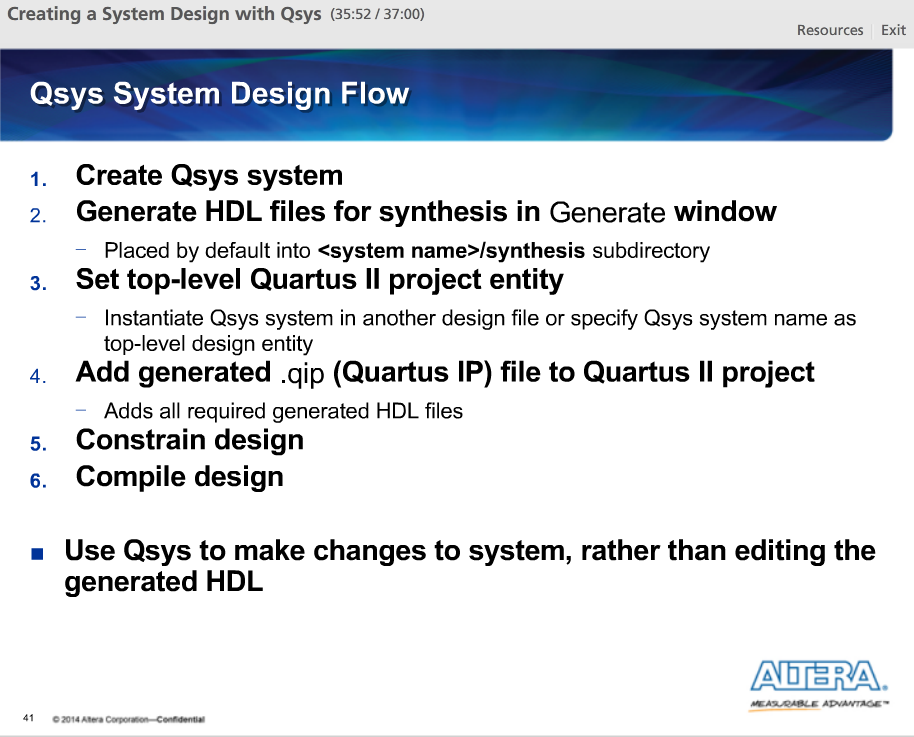 Creating a System Design with Qsys (35:52 / 37:00)
Resources Exit
Qsys System Design Flow
1. Create Qsys system
2. Generate HDL files for synthesis in Generate window
– Placed by default into <system name>/synthesis subdirectory
3. Set top-level Quartus II project entity
– Instantiate Qsys system in another design file or specify Qsys system name as
top-level design entity
4. Add generated .qip (Quartus IP) file to Quartus II project
– Adds all required generated HDL files
5. Constrain design
6. Compile design
■ Use Qsys to make changes to system, rather than editing the
generated HDL
ALTERA®
MEASURABLE ADVANTAGE™
41 © 2014 Altera Corporation—Confidential